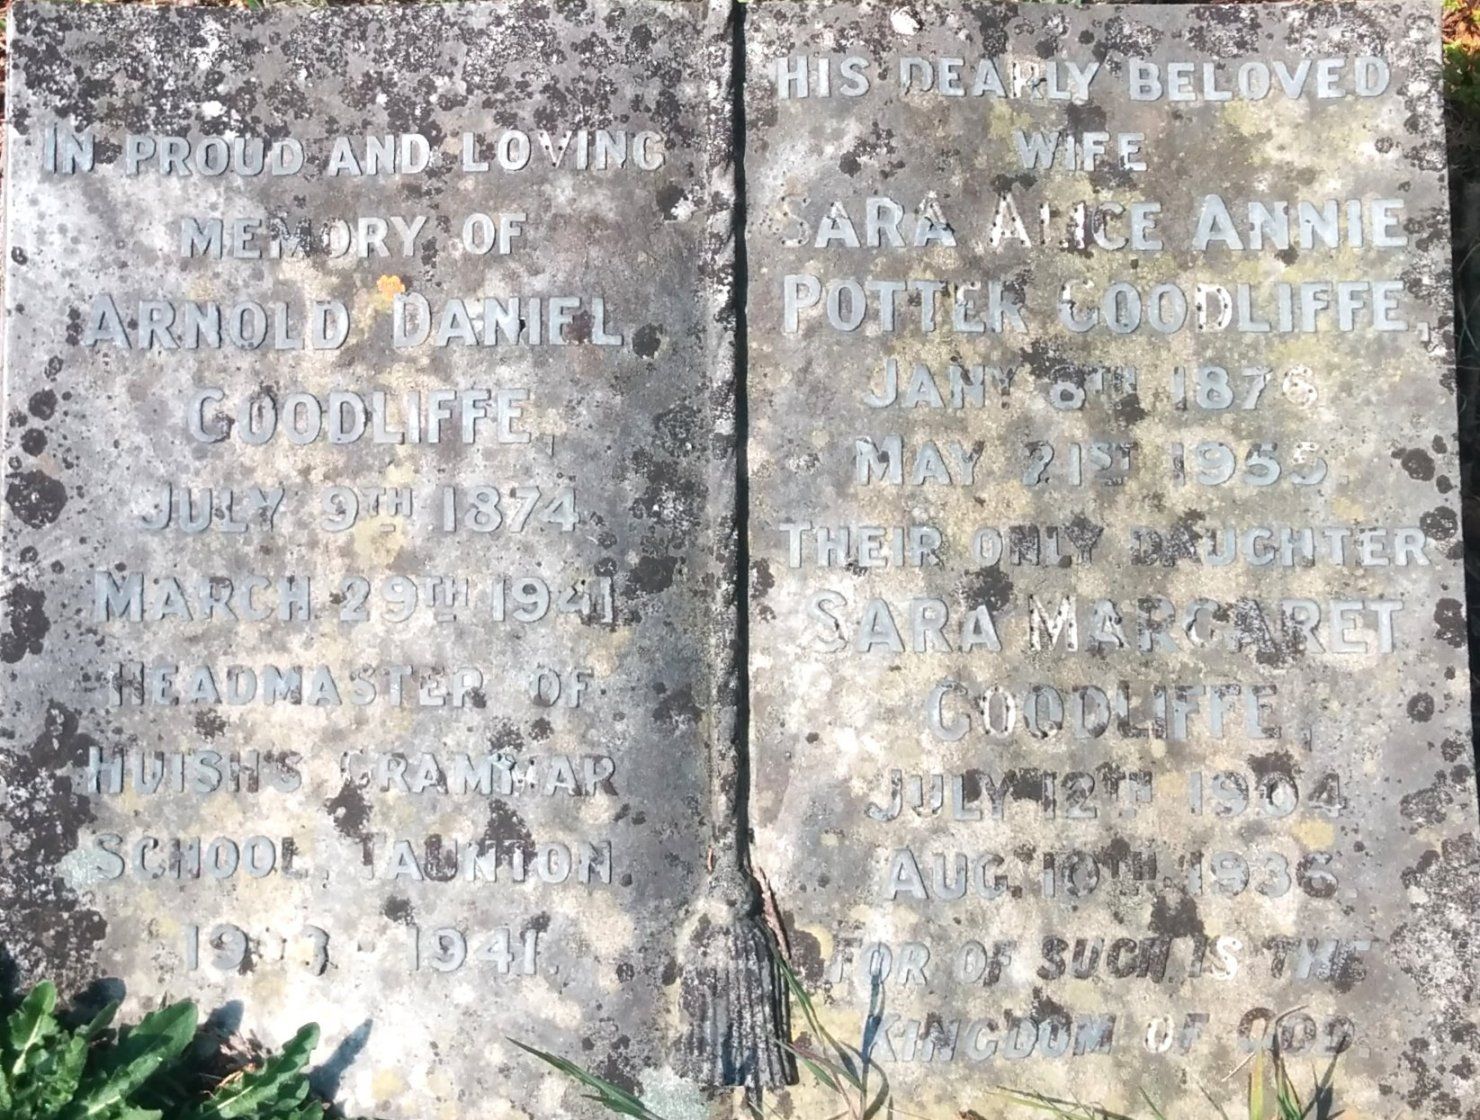 IN PROUD AND LOVING
MEMORY OF
ARNOLD DANIEL
GOODLIFFE,
JULY 9TH 1874
MARCH 29TH 1941
HEADMASTER OF
HUISH'S GRAMMAR
SCHOOL, TAUNTON.
- 1941.
HIS DEARLY BELOVED
WIFE
SARA ALICE ANNIE
POTTER GOODLIFFE,
JANY 8TH 1876
MAY 21ST
THEIR ONLY DAUGHTER
SARA MARGARET
GOODLIFFE,
JULY 12TH 1904
AUG. 10TH 1936.
FOR OF SUCH IS THE
KINGDOM OF GOD.